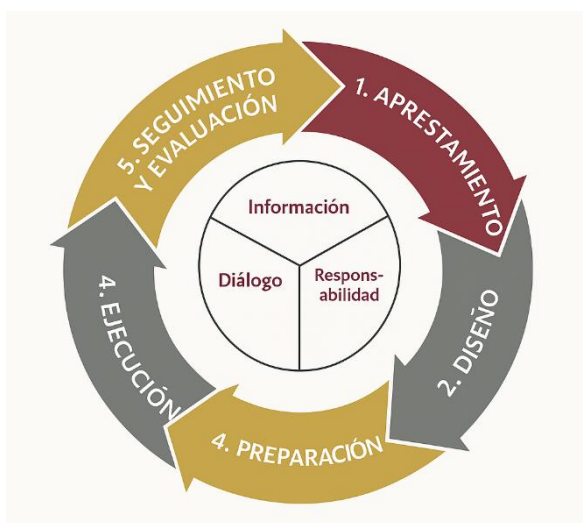 1. APRESTAMIENTO
2. DISEÑO
4. PREPARACIÓN
4. EJECUCIÓN
5. SEGUIMIENTO
Y EVALUACIÓN
Información
Diálogo
Respons-
abilidad